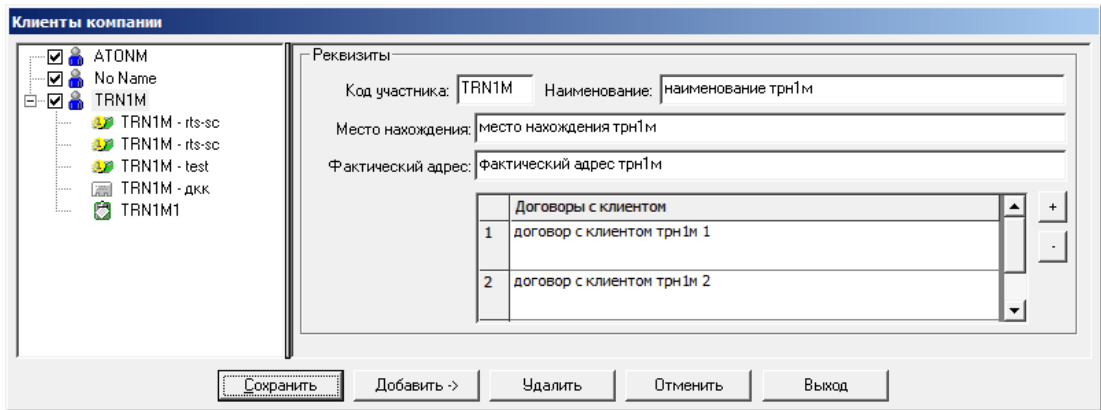 Клиенты компании
ATONM
No Name
TRN1M
TRN1M - rts-sc
TRN1M - rts-sc
TRN1M - test
TRN1M - дкк
TRN1M1
Реквизиты
Код участника: TRN1M Наименование: наименование трн1м
Место нахождения: место нахождения трн1м
Фактический адрес: фактический адрес трн1м
Договоры с клиентом
+
1 договор с клиентом трн1м 1
-
2 договор с клиентом трн1м 2
Сохранить Добавить -> Удалить Отменить Выход